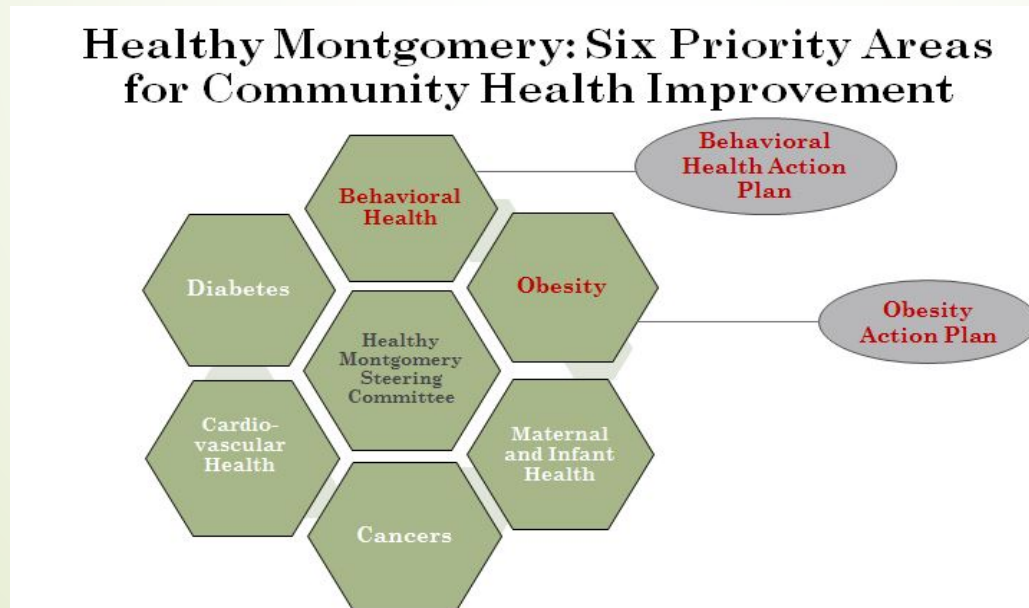 Healthy Montgomery: Six Priority Areas
for Community Health Improvement
Behavioral
Health Action
Plan
Behavioral
Health
Diabetes
Obesity
Obesity
Action Plan
Healthy
Montgomery
Steering
Committee
Cardio-
vascular
Health
Maternal
and Infant
Health
Cancers